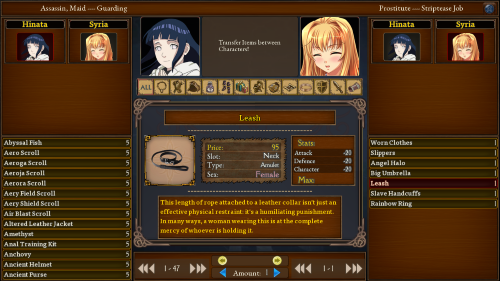 Assassin, Maid — Guarding
Prostitute — Striptease Job
Hinata
Syria
Transfer Items between
Characters!
Hinata
Syria
ALL
Leash
Price: 95
Slot: Neck
Type: Amulet
Sex: Female
Stats:
Attack -20
Defence -20
Character -20
Max:
This length of rope attached to a leather collar isn't just an
effective physical restraint: it's a humiliating punishment.
In many ways, a woman wearing this is at the complete
mercy of whoever is holding it.
Abyssal Fish 5
Aero Scroll 5
Aeroga Scroll 5
Aeroja Scroll 5
Aerora Scroll 5
Aery Field Scroll 5
Aery Shield Scroll 5
Air Blast Scroll 5
Altered Leather Jacket 5
Amethyst 5
Anal Training Kit 5
Anchovy 5
Ancient Helmet 5
Ancient Purse 5
Worn Clothes 1
Slippers 1
Angel Halo 1
Big Umbrella 1
Leash 1
Slave Handcuffs 1
Rainbow Ring 1
1 - 47
Amount: 1
1 / 1